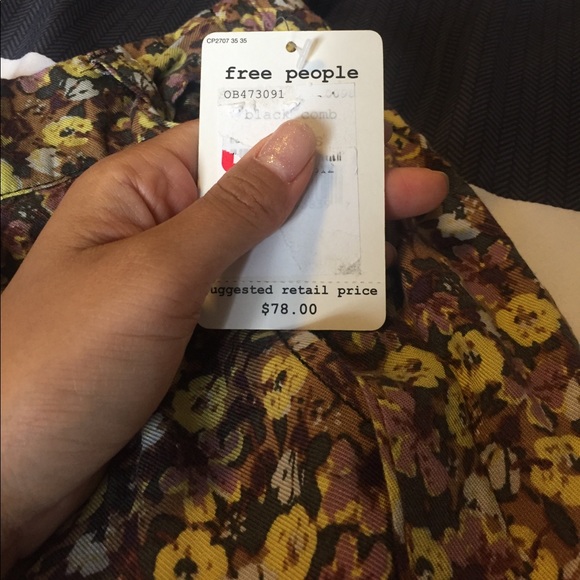 CP2707 35 35
free people
OB473091
black comb
uggested retail price
$78.00